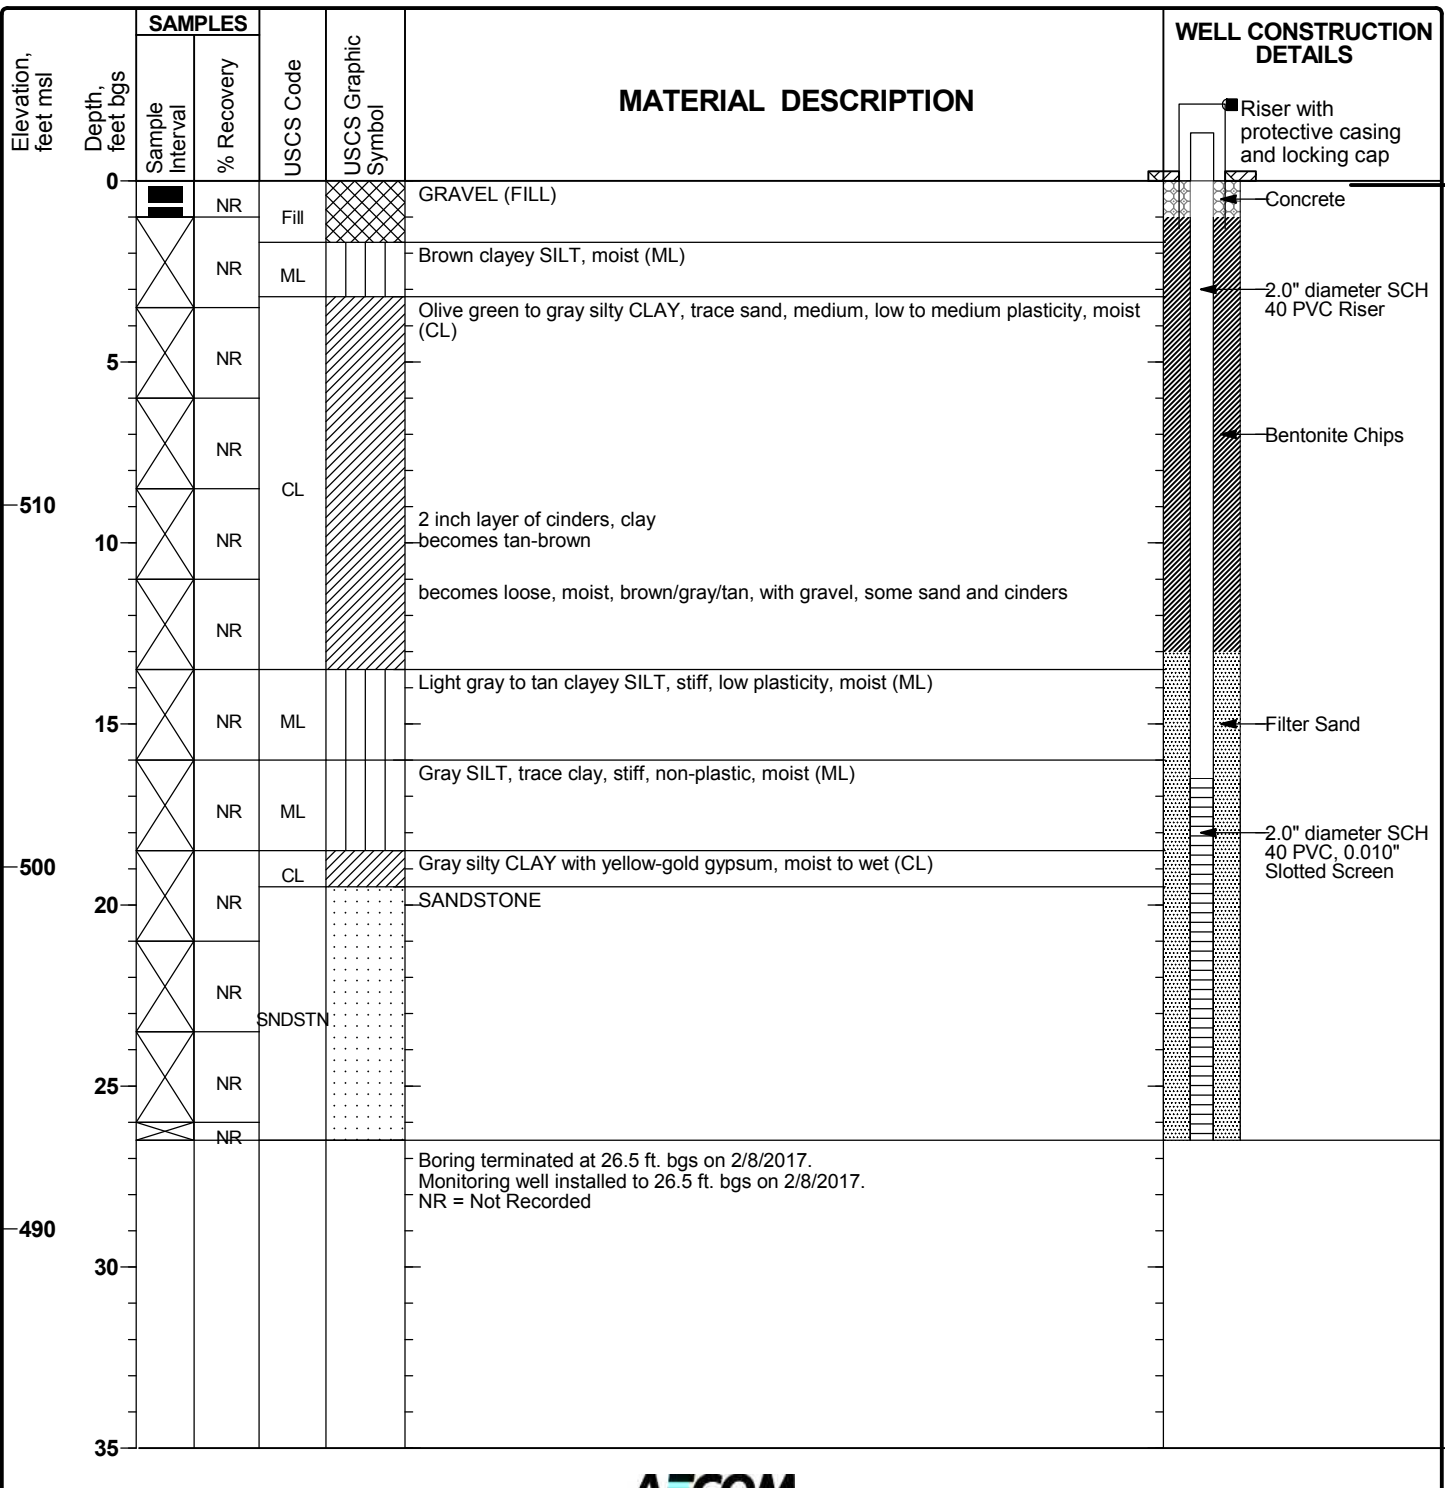 SAMPLES
Elevation,
feet msl
Depth,
feet bgs
Sample
Interval
% Recovery
USCS Code
USCS Graphic
Symbol
MATERIAL DESCRIPTION
WELL CONSTRUCTION
DETAILS
Riser with
protective casing
and locking cap
0
NR
Fill
GRAVEL (FILL)
Concrete
NR
ML
Brown clayey SILT, moist (ML)
2.0" diameter SCH
40 PVC Riser
Olive green to gray silty CLAY, trace sand, medium, low to medium plasticity, moist
(CL)
5
NR
NR
Bentonite Chips
CL
510
2 inch layer of cinders, clay
becomes tan-brown
10
NR
becomes loose, moist, brown/gray/tan, with gravel, some sand and cinders
NR
Light gray to tan clayey SILT, stiff, low plasticity, moist (ML)
15
NR
ML
Filter Sand
Gray SILT, trace clay, stiff, non-plastic, moist (ML)
NR
ML
2.0" diameter SCH
40 PVC, 0.010"
Slotted Screen
500
CL
Gray silty CLAY with yellow-gold gypsum, moist to wet (CL)
20
NR
SANDSTONE
NR
SNDSTN
25
NR
NR
Boring terminated at 26.5 ft. bgs on 2/8/2017.
Monitoring well installed to 26.5 ft. bgs on 2/8/2017.
NR = Not Recorded
490
30
35
AECOM